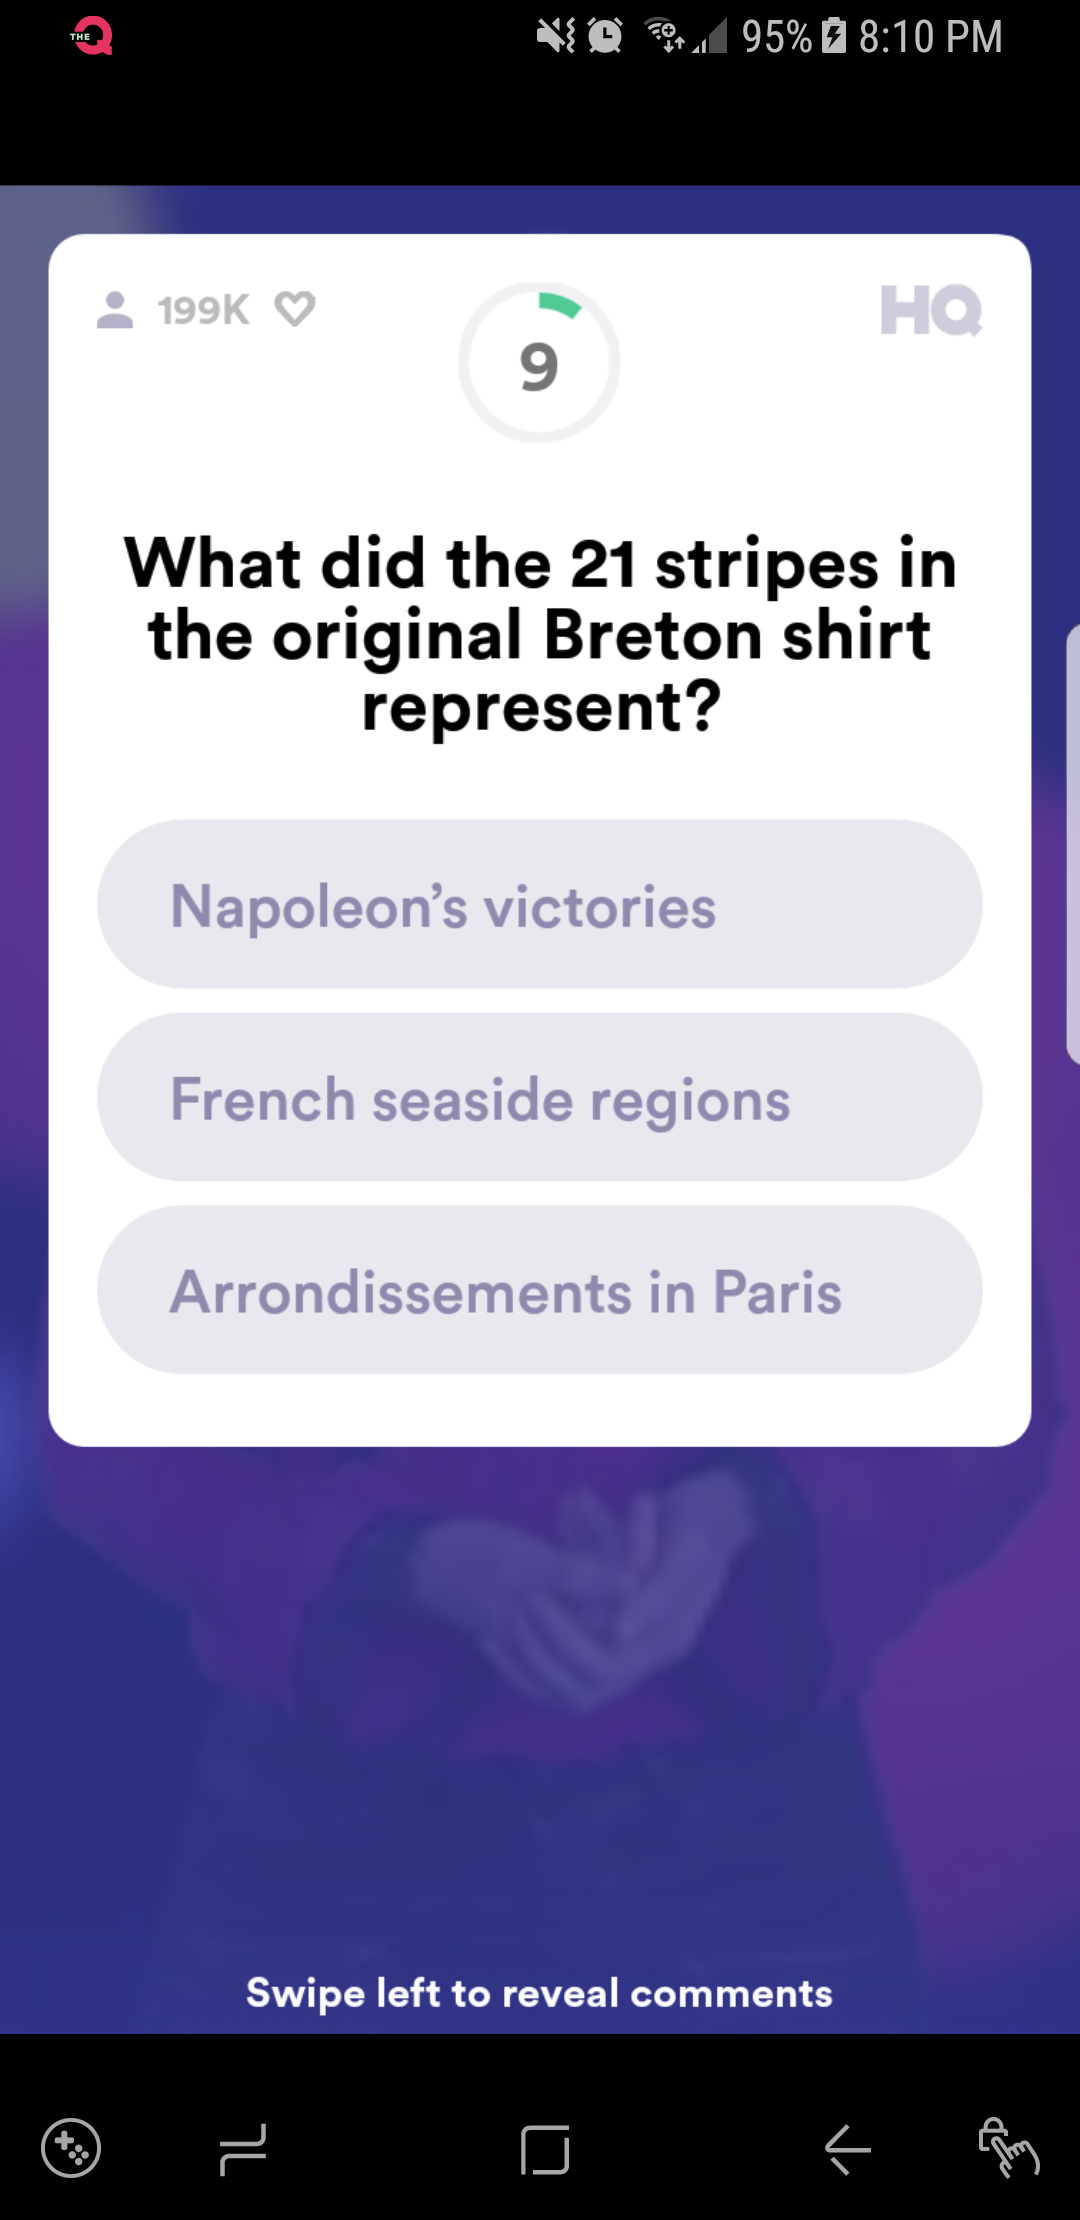 THE Q 95% 8:10 PM
199K 9 HQ
What did the 21 stripes in
the original Breton shirt
represent?
Napoleon’s victories
French seaside regions
Arrondissements in Paris
Swipe left to reveal comments